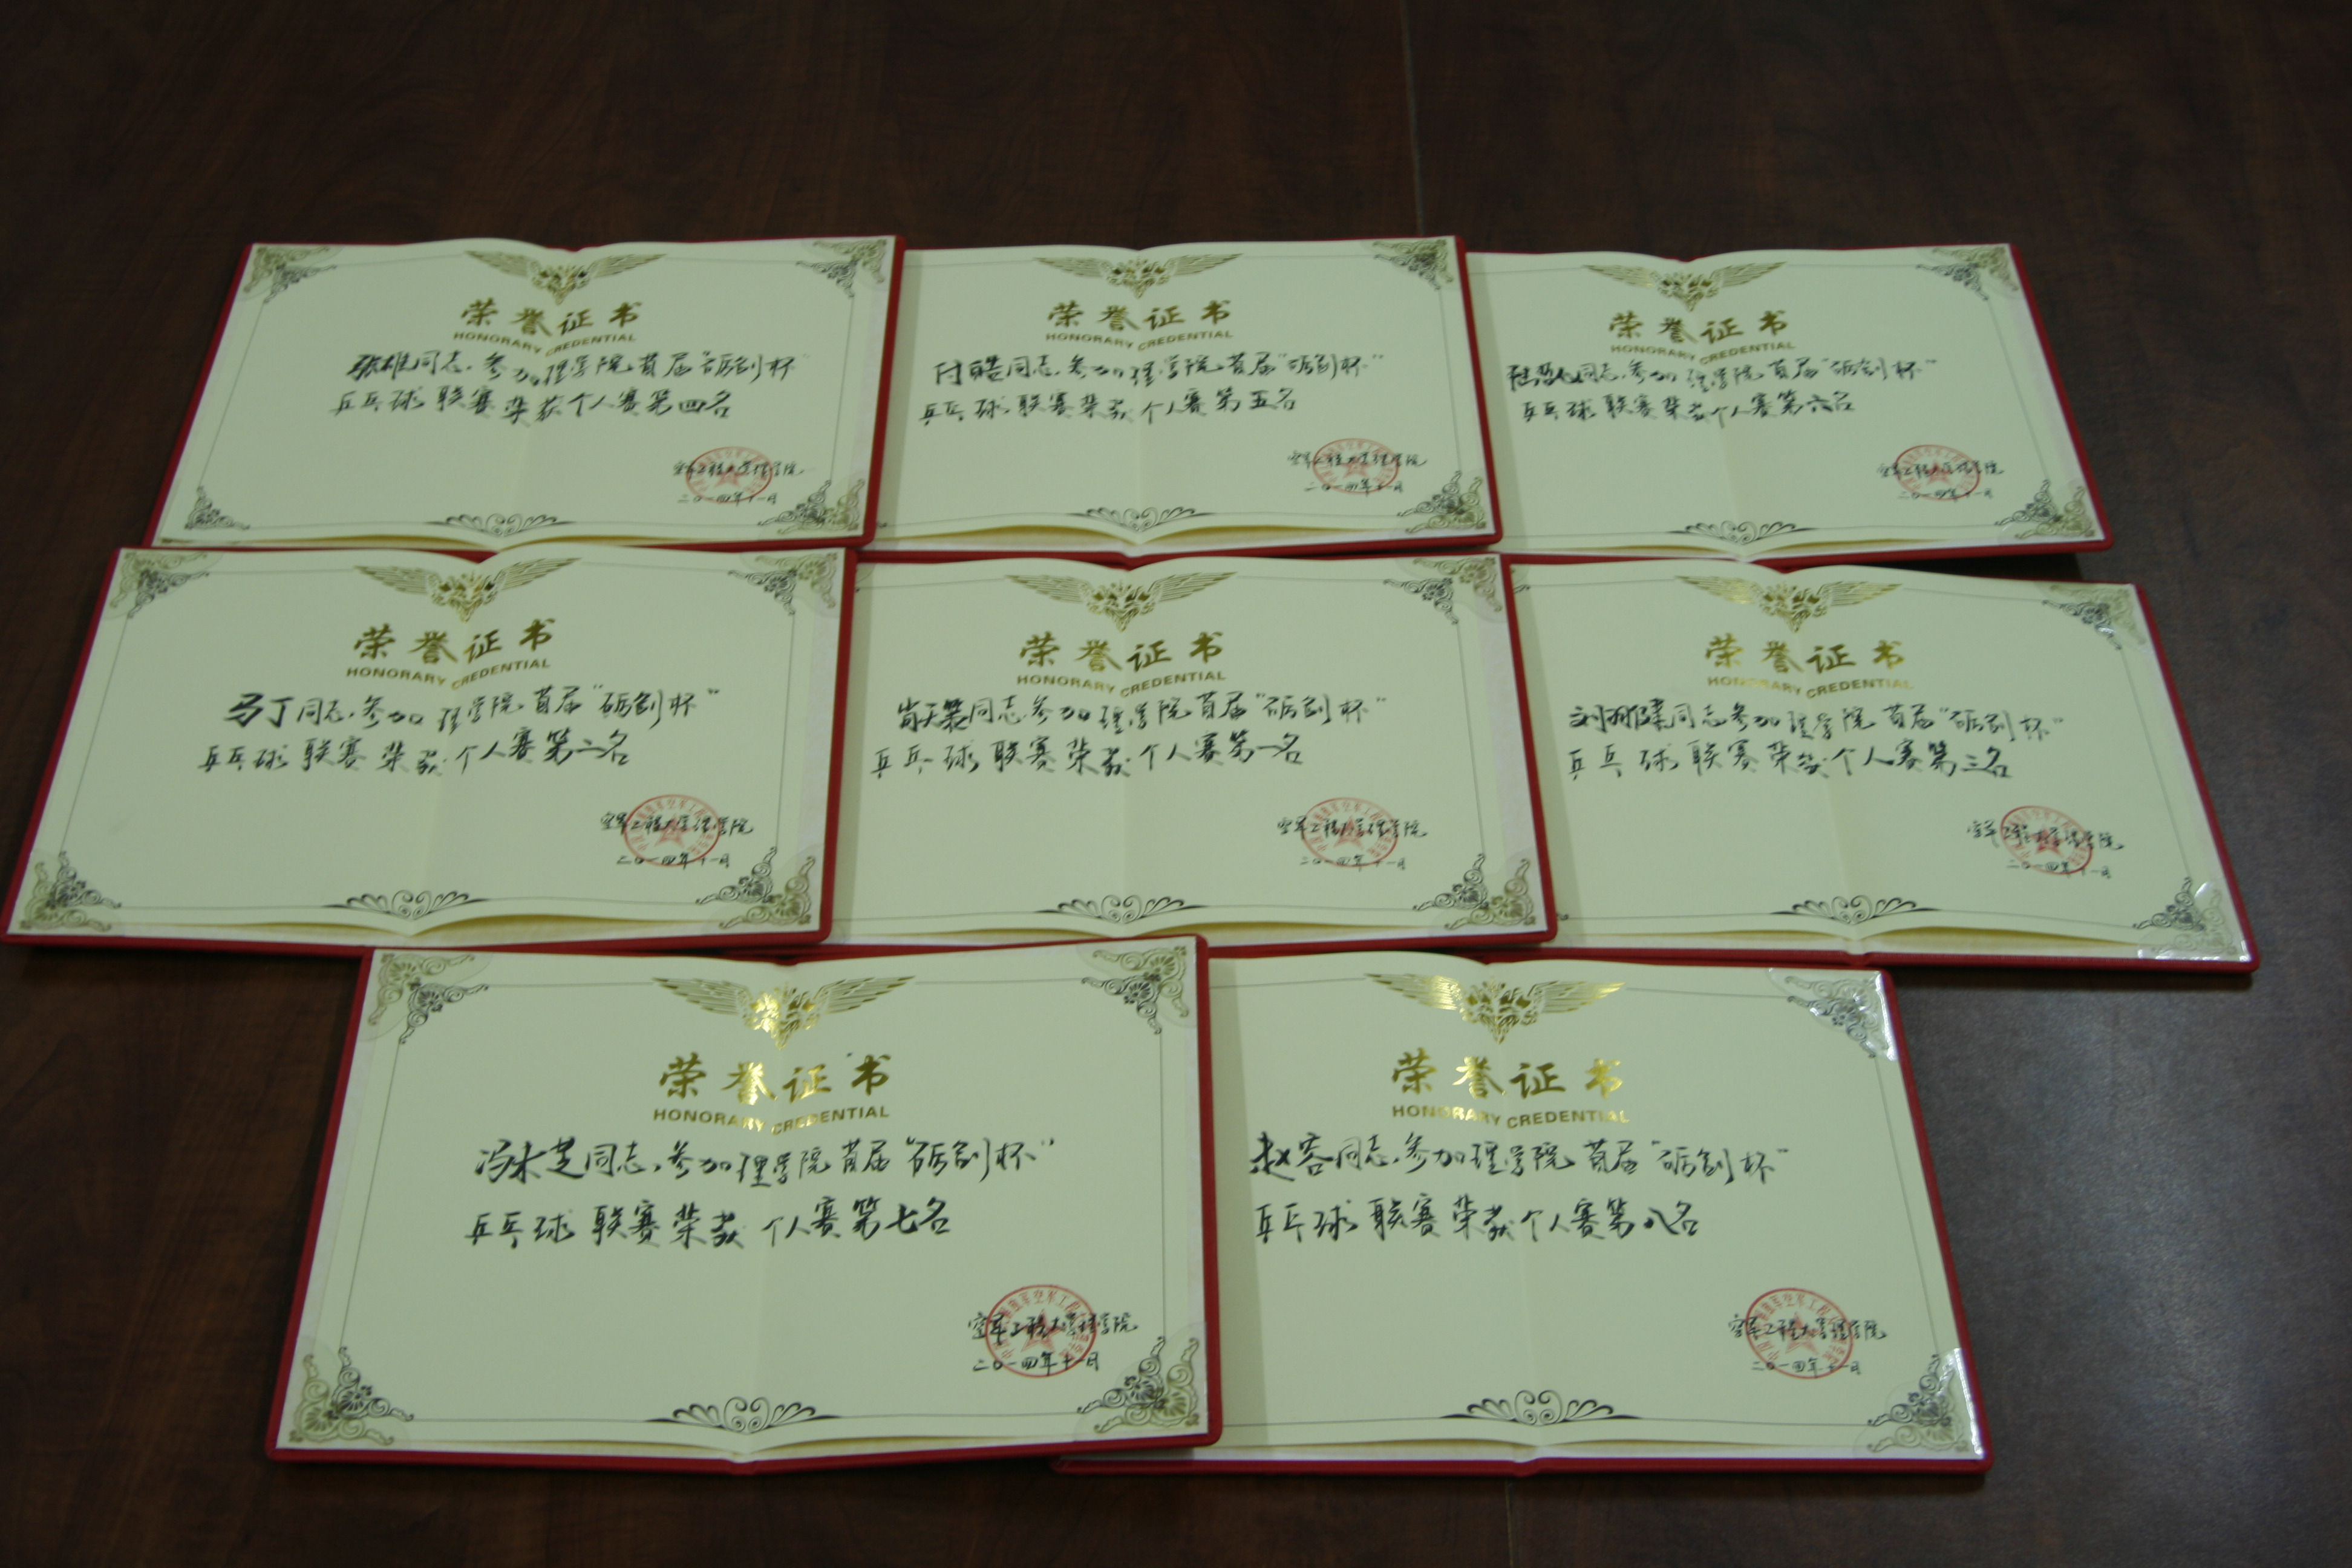 荣誉证书
HONORARY CREDENTIAL
张雄同志,参加理学院首届“砺剑杯”
乒乓球联赛荣获个人赛第四名
空军工程大学理学院
二〇一四年十一月
荣誉证书
HONORARY CREDENTIAL
付皓同志,参加理学院首届“砺剑杯”
乒乓球联赛荣获个人赛第五名
空军工程大学理学院
二〇一四年十一月
荣誉证书
HONORARY CREDENTIAL
同志,参加理学院首届“砺剑杯”
乒乓球联赛荣获个人赛第六名
空军工程大学理学院
二〇一四年十一月
荣誉证书
HONORARY CREDENTIAL
马丁同志,参加理学院首届“砺剑杯”
乒乓球联赛荣获个人赛第二名
空军工程大学理学院
二〇一四年十一月
荣誉证书
HONORARY CREDENTIAL
肖天策同志参加理学院首届“砺剑杯”
乒乓球联赛荣获个人赛第一名
空军工程大学理学院
二〇一四年十一月
荣誉证书
HONORARY CREDENTIAL
同志参加理学院首届“砺剑杯”
乒乓球联赛荣获个人赛第三名
空军工程大学理学院
二〇一四年十一月
荣誉证书
HONORARY CREDENTIAL
冯木芝同志,参加理学院首届“砺剑杯”
乒乓球联赛荣获个人赛第七名
空军工程大学理学院
二〇一四年十一月
荣誉证书
HONORARY CREDENTIAL
赵容同志,参加理学院首届“砺剑杯”
乒乓球联赛荣获个人赛第八名
空军工程大学理学院
二〇一四年十一月